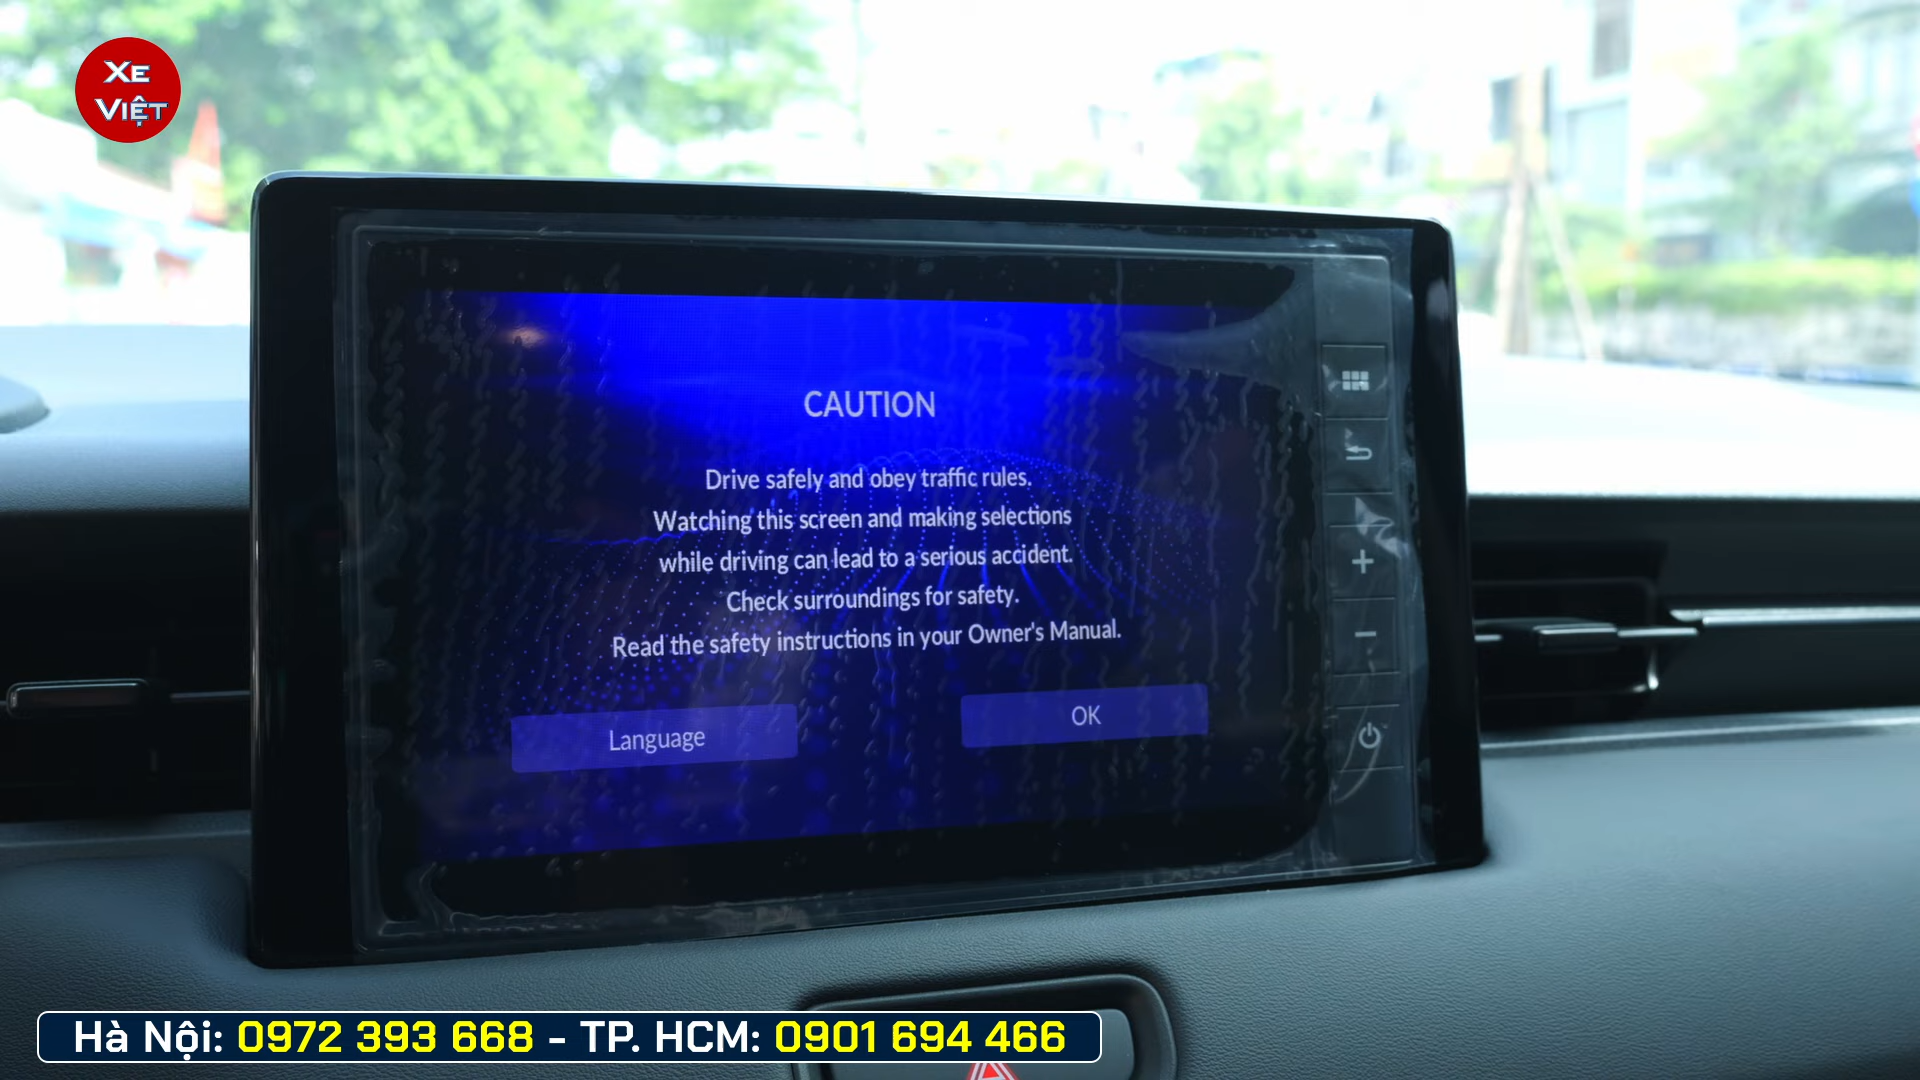 XE
VIỆT
CAUTION
Drive safely and obey traffic rules.
Watching this screen and making selections
while driving can lead to a serious accident.
Check surroundings for safety.
Read the safety instructions in your Owner's Manual.
Language
OK
Hà Nội: 0972 393 668 - TP. HCM: 0901 694 466